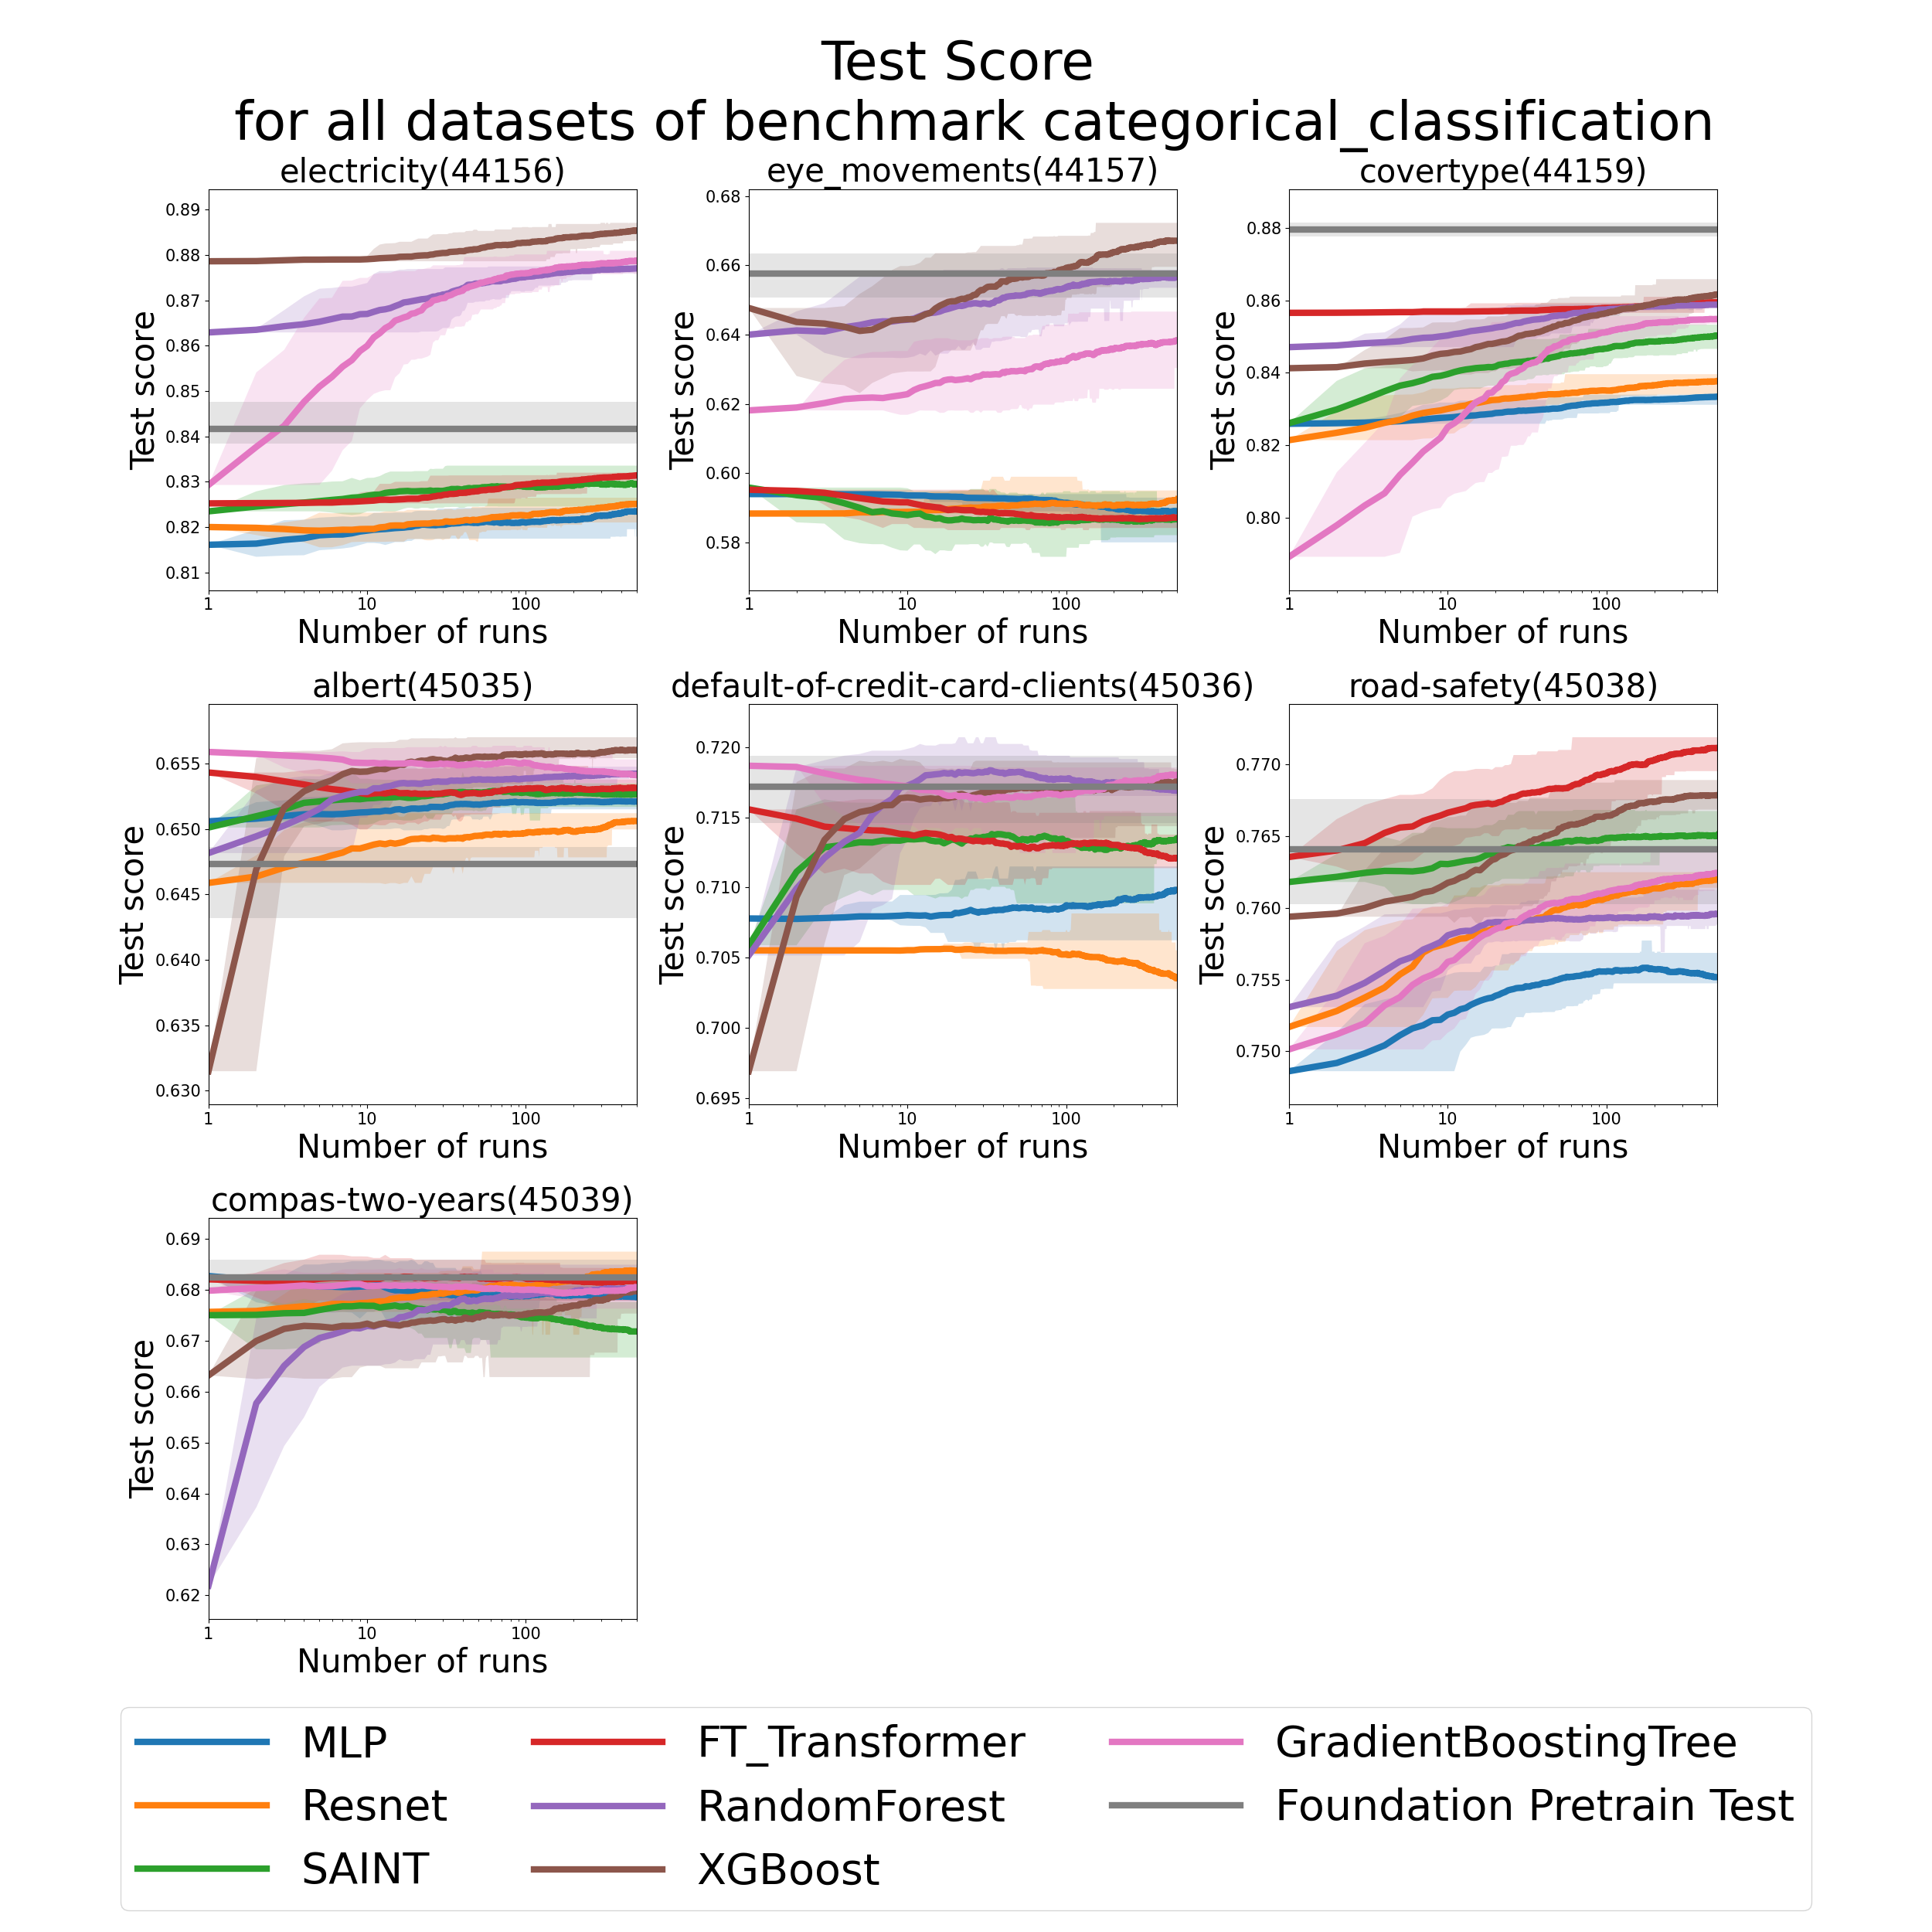 Test Score
for all datasets of benchmark categorical_classification
electricity(44156)
eye_movements(44157)
covertype(44159)
0.89
0.88
0.87
0.86
0.85
0.84
0.83
0.82
0.81
Test score
1 10 100
Number of runs
0.68
0.66
0.64
0.62
0.60
0.58
Test score
1 10 100
Number of runs
0.88
0.86
0.84
0.82
0.80
Test score
1 10 100
Number of runs
albert(45035)
default-of-credit-card-clients(45036)
road-safety(45038)
0.655
0.650
0.645
0.640
0.635
0.630
Test score
1 10 100
Number of runs
0.720
0.715
0.710
0.705
0.700
0.695
Test score
1 10 100
Number of runs
0.770
0.765
0.760
0.755
0.750
Test score
1 10 100
Number of runs
compas-two-years(45039)
0.69
0.68
0.67
0.66
0.65
0.64
0.63
0.62
Test score
1 10 100
Number of runs
MLP
Resnet
SAINT
FT_Transformer
RandomForest
XGBoost
GradientBoostingTree
Foundation Pretrain Test